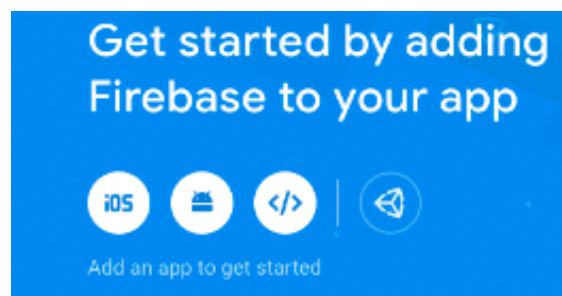 Get started by adding
Firebase to your app
iOS
</>
Add an app to get started